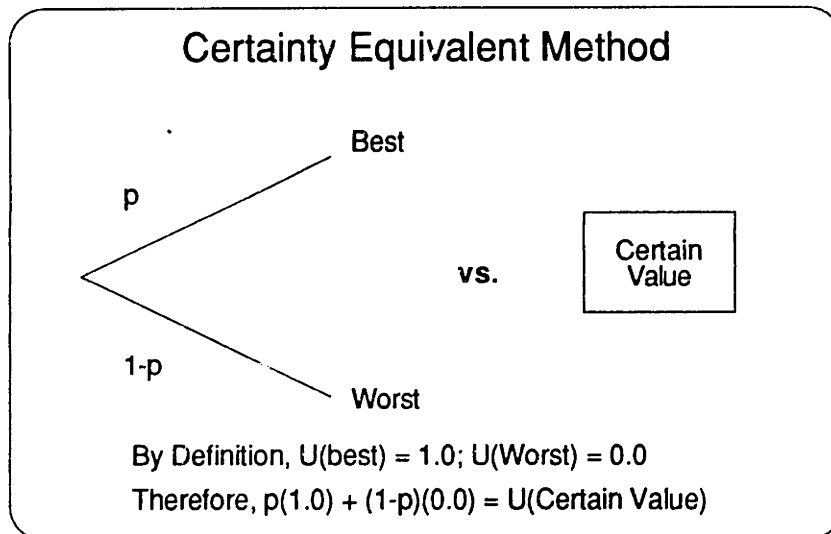 Certainty Equivalent Method
Best
p
vs.
Certain
Value
1-p
Worst
By Definition, U(best) = 1.0; U(Worst) = 0.0
Therefore, p(1.0) + (1-p)(0.0) = U(Certain Value)